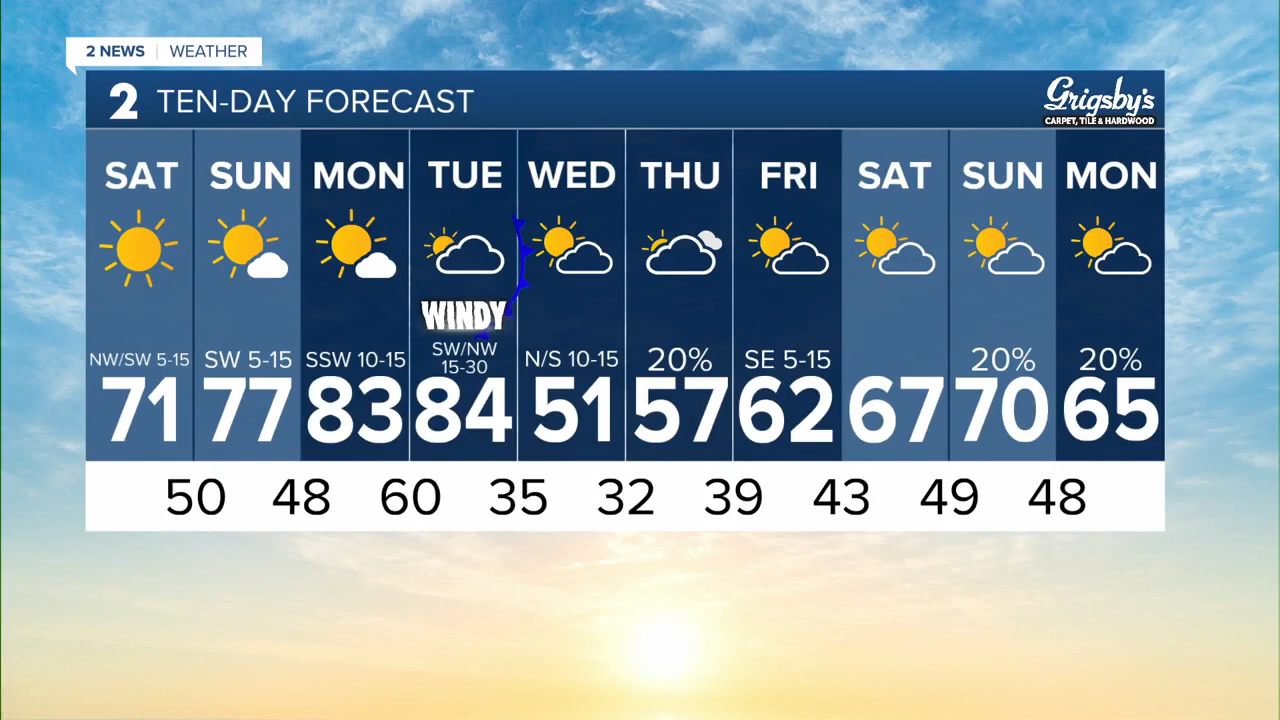 2 NEWS | WEATHER
2 TEN-DAY FORECAST
Grigsby's
CARPET, TILE & HARDWOOD
SAT SUN MON TUE WED THU FRI SAT SUN MON
WINDY
NW/SW 5-15 SW 5-15 SSW 10-15 SW/NW 15-30 N/S 10-15 20% SE 5-15 20% 20%
71 77 83 84 51 57 62 67 70 65
50 48 60 35 32 39 43 49 48